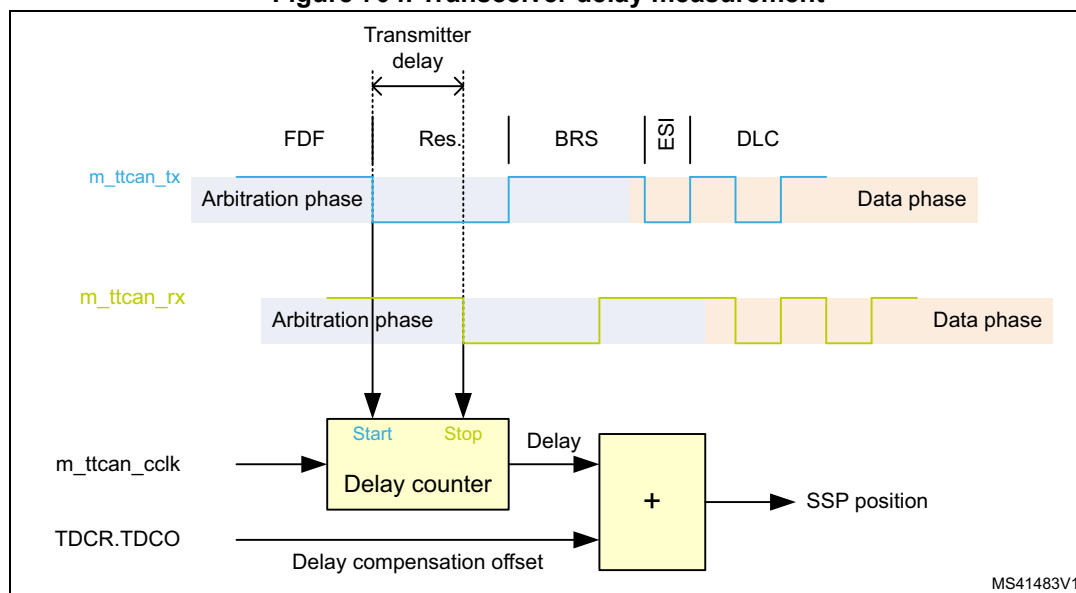 Transmitter
delay
FDF Res. BRS ESI DLC
m_ttcan_tx
Arbitration phase Data phase
m_ttcan_rx
Arbitration phase Data phase
Start Stop
Delay
m_ttcan_cclk
Delay counter
+
SSP position
TDCR.TDCO
Delay compensation offset
MS41483V1